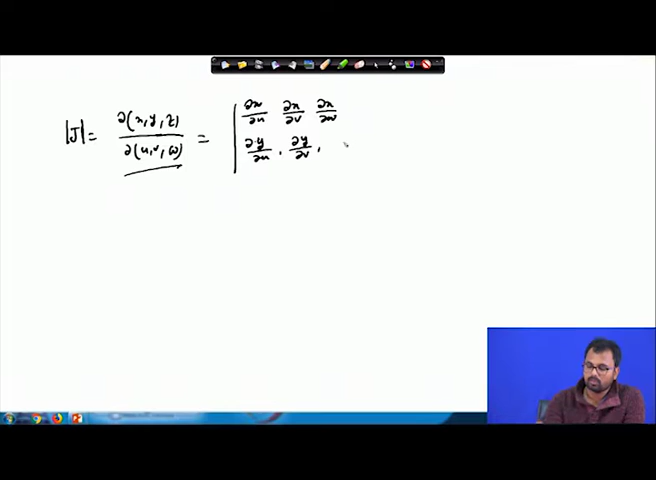 |J| = ∂(x,y,z)/∂(u,v,w) = | ∂x/∂u ∂x/∂v ∂x/∂w
∂y/∂u , ∂y/∂v ,